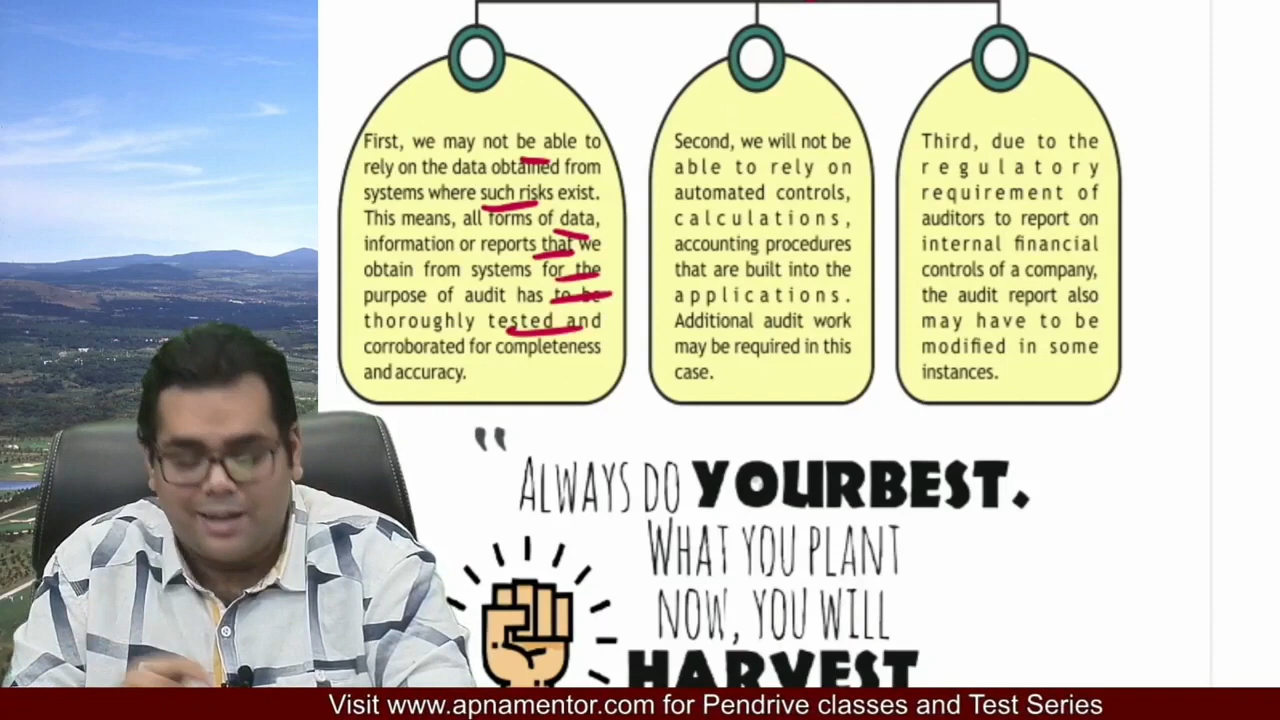 First, we may not be able to
rely on the data obtained from
systems where such risks exist.
This means, all forms of data,
information or reports that we
obtain from systems for the
purpose of audit has to be
thoroughly tested and
corroborated for completeness
and accuracy.
Second, we will not be
able to rely on
automated controls,
calculations,
accounting procedures
that are built into the
applications.
Additional audit work
may be required in this
case.
Third, due to the
regulatory
requirement of
auditors to report on
internal financial
controls of a company,
the audit report also
may have to be
modified in some
instances.
"
ALWAYS DO YOURBEST.
WHAT YOU PLANT
NOW, YOU WILL
HARVEST
Visit www.apnamentor.com for Pendrive classes and Test Series